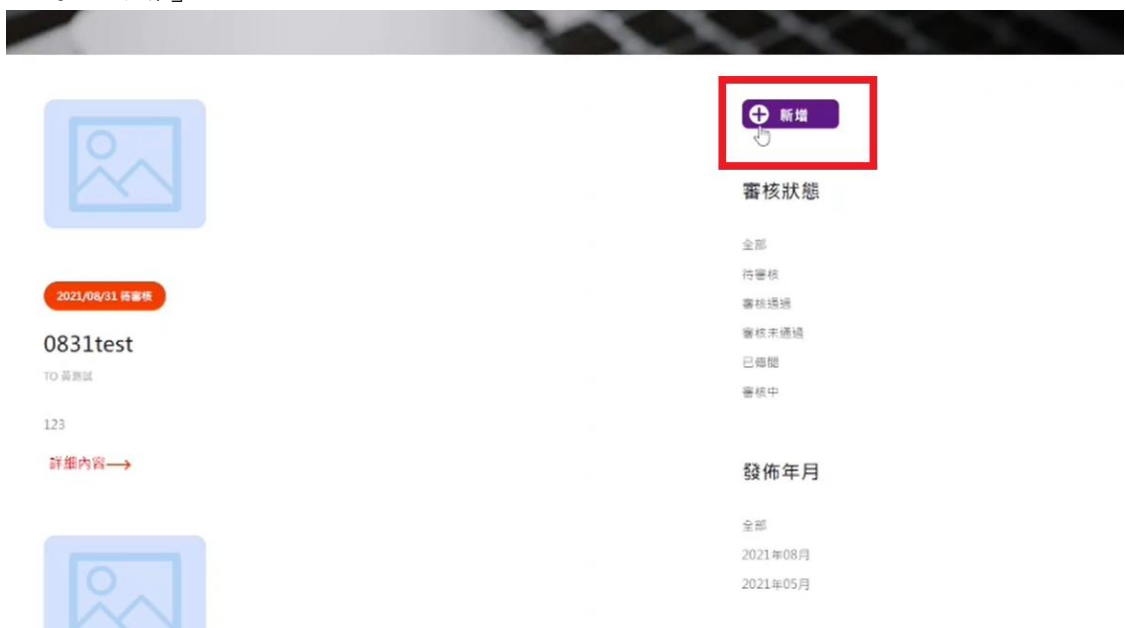 2021/08/31 待審核
0831test
TO 黃測試
123
詳細內容
新增
審核狀態
全部
待審核
審核通過
審核未通過
已傳閱
審核中
發佈年月
全部
2021年08月
2021年05月